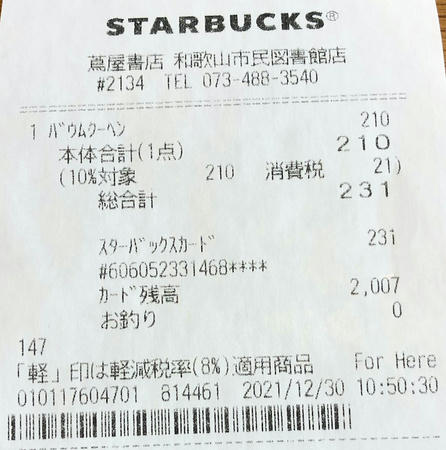 STARBUCKS®
蔦屋書店 和歌山市民図書館店
#2134 TEL 073-488-3540
1 ﾊﾞｳﾑｸｰﾍﾝ 210
本体合計(1点) 210
(10%対象 210 消費税 21)
総合計 231
ｽﾀｰﾊﾞｯｸｽｶｰﾄﾞ 231
#606052331468****
ｶｰﾄﾞ残高 2,007
お釣り 0
147
「軽」印は軽減税率(8%)適用商品 For Here
010117604701 814461 2021/12/30 10:50:30